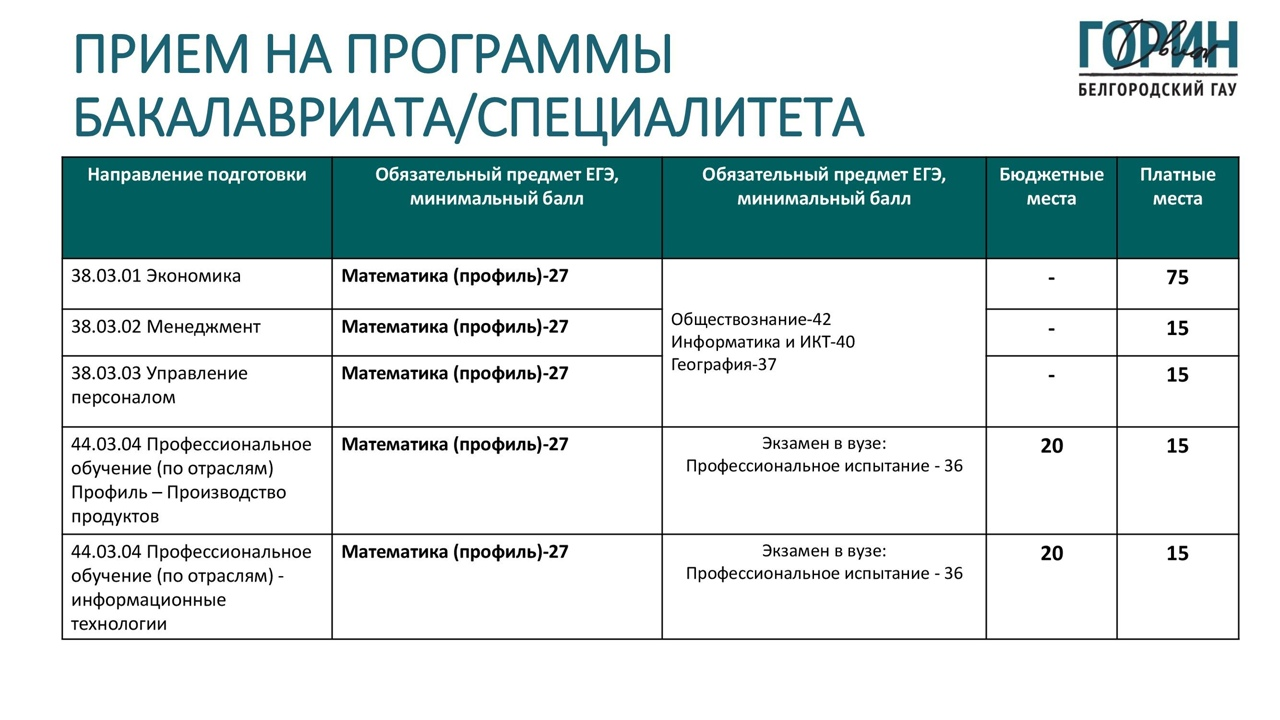 ПРИЕМ НА ПРОГРАММЫ
БАКАЛАВРИАТА/СПЕЦИАЛИТЕТА
ГОРИН
БЕЛГОРОДСКИЙ ГАУ
Направление подготовки
Обязательный предмет ЕГЭ,
минимальный балл
Обязательный предмет ЕГЭ,
минимальный балл
Бюджетные
места
Платные
места
38.03.01 Экономика
Математика (профиль)-27
Обществознание-42
Информатика и ИКТ-40
География-37
-
75
38.03.02 Менеджмент
Математика (профиль)-27
-
15
38.03.03 Управление
персоналом
Математика (профиль)-27
-
15
44.03.04 Профессиональное
обучение (по отраслям)
Профиль – Производство
продуктов
Математика (профиль)-27
Экзамен в вузе:
Профессиональное испытание - 36
20
15
44.03.04 Профессиональное
обучение (по отраслям) -
информационные
технологии
Математика (профиль)-27
Экзамен в вузе:
Профессиональное испытание - 36
20
15